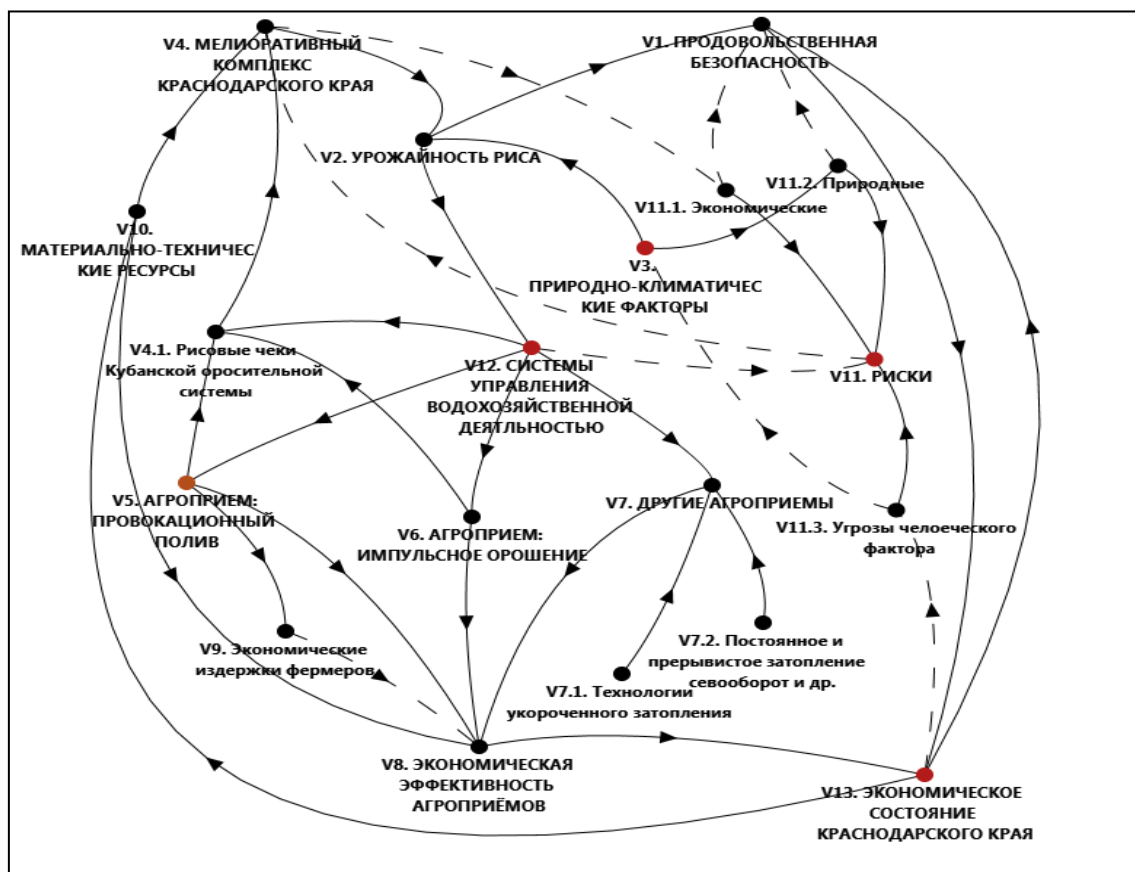 V4. МЕЛИОРАТИВНЫЙ
КОМПЛЕКС
КРАСНОДАРСКОГО КРАЯ
V1. ПРОДОВОЛЬСТВЕННАЯ
БЕЗОПАСНОСТЬ
V2. УРОЖАЙНОСТЬ РИСА
V11.2. Природные
V11.1. Экономические
V10.
МАТЕРИАЛЬНО-ТЕХНИЧЕС
КИЕ РЕСУРСЫ
V3.
ПРИРОДНО-КЛИМАТИЧЕС
КИЕ ФАКТОРЫ
V4.1. Рисовые чеки
Кубанской оросительной
системы
V12. СИСТЕМЫ
УПРАВЛЕНИЯ
ВОДОХОЗЯЙСТВЕННОЙ
ДЕЯТЛЬНОСТЬЮ
V11. РИСКИ
V5. АГРОПРИЕМ:
ПРОВОКАЦИОННЫЙ
ПОЛИВ
V6. АГРОПРИЕМ:
ИМПУЛЬСНОЕ ОРОШЕНИЕ
V7. ДРУГИЕ АГРОПРИЕМЫ
V11.3. Угрозы челоеческого
фактора
V9. Экономические
издержки фермеров
V7.2. Постоянное и
прерывистое затопление
севооборот и др.
V7.1. Технологии
укороченного затопления
V8. ЭКОНОМИЧЕСКАЯ
ЭФФЕКТИВНОСТЬ
АГРОПРИЁМОВ
V13. ЭКОНОМИЧЕСКОЕ
СОСТОЯНИЕ
КРАСНОДАРСКОГО КРАЯ